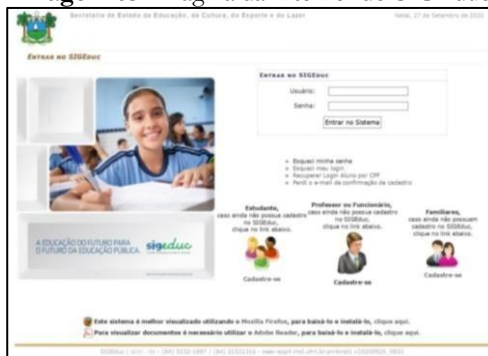 Secretaria de Estado da Educação, da Cultura, do Esporte e do Lazer
Natal, 27 de Setembro de 2020
ENTRAR NO SIGEDUC
ENTRAR NO SIGEDUC
Usuário:
Senha:
Entrar no Sistema
Esqueci minha senha
Esqueci meu login
Recuperar Login Aluno por CPF
Perdi o e-mail de confirmação de cadastro
Estudante,
caso ainda não possua cadastro
no SIGEduc,
clique no link abaixo.
Cadastre-se
Professor ou Funcionário,
caso ainda não possua cadastro
no SIGEduc,
clique no link abaixo.
Cadastre-se
Familiares,
caso ainda não possuam
cadastro no SIGEduc,
clique no link abaixo.
Cadastre-se
A EDUCAÇÃO DO FUTURO PARA
O FUTURO DA EDUCAÇÃO PÚBLICA.
sigeduc
Este sistema é melhor visualizado utilizando o Mozilla Firefox, para baixá-lo e instalá-lo, clique aqui.
Para visualizar documentos é necessário utilizar o Adobe Reader, para baixá-lo e instalá-lo, clique aqui.